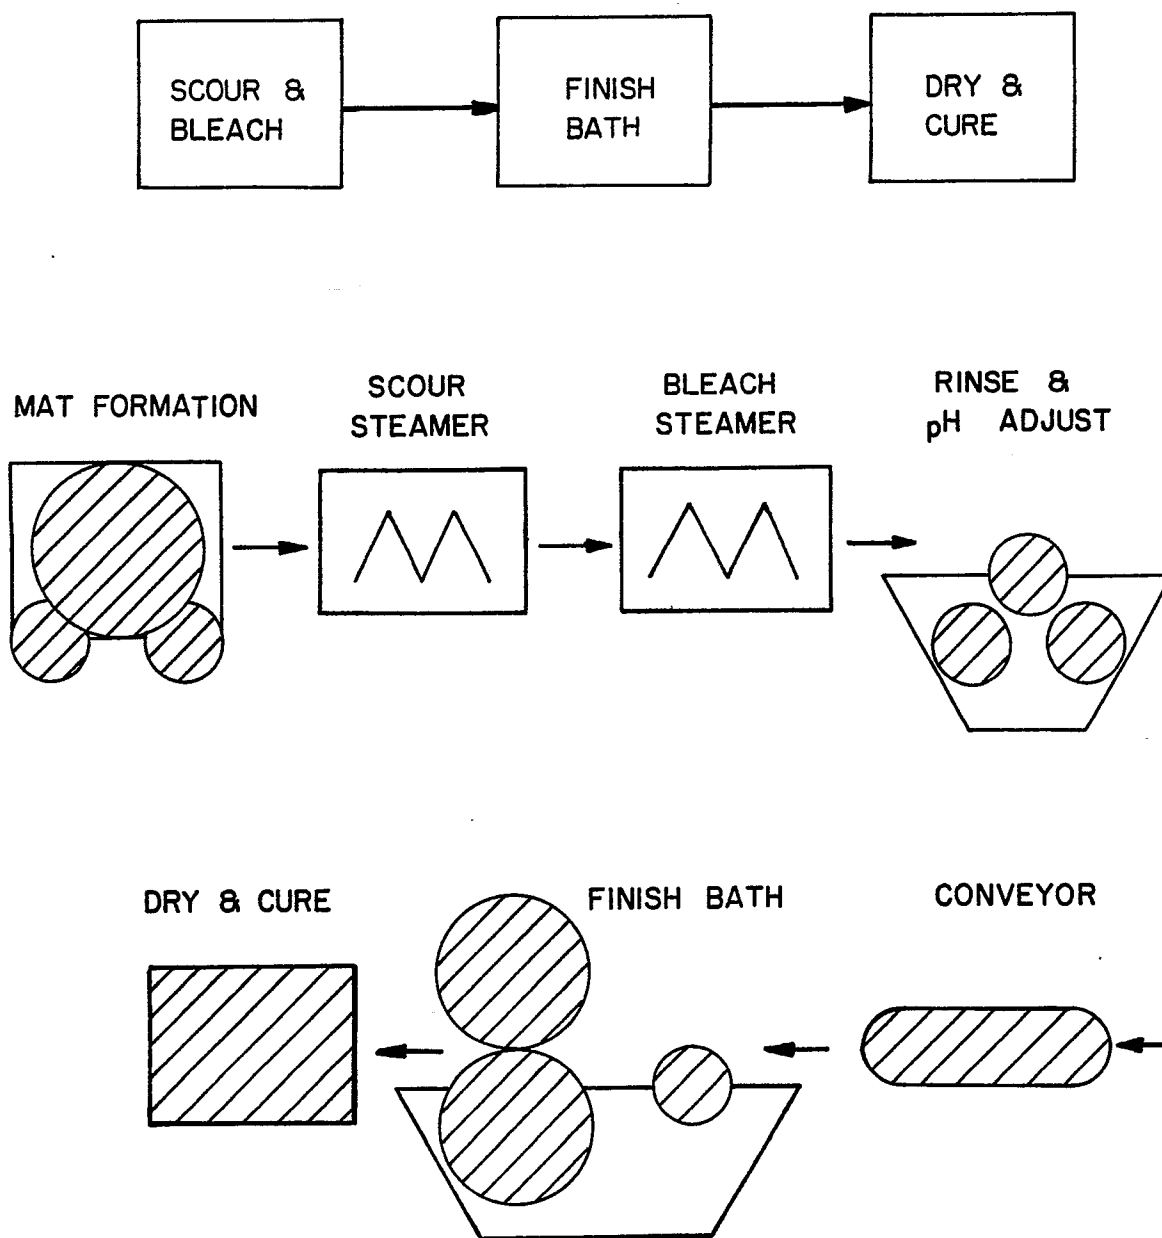 SCOUR &
BLEACH
FINISH
BATH
DRY &
CURE
MAT FORMATION
SCOUR
STEAMER
BLEACH
STEAMER
RINSE &
pH ADJUST
DRY & CURE
FINISH BATH
CONVEYOR